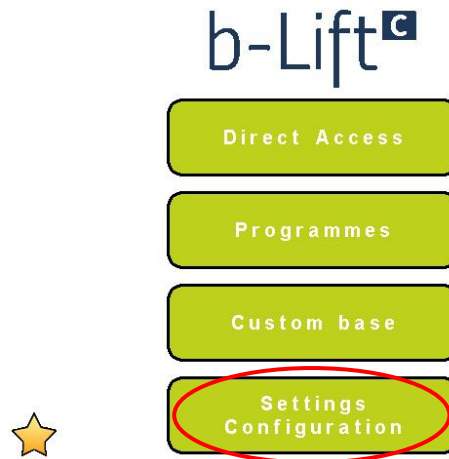 b-Lift C
Direct Access
Programmes
Custom base
Settings
Configuration